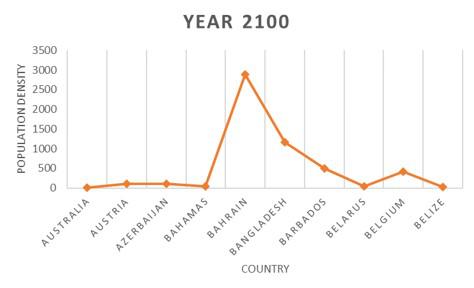 YEAR 2100
POPULATION DENSITY
3500
3000
2500
2000
1500
1000
500
0
AUSTRALIA
AUSTRIA
AZERBAIJAN
BAHAMAS
BAHRAIN
BANGLADESH
BARBADOS
BELARUS
BELGIUM
BELIZE
COUNTRY